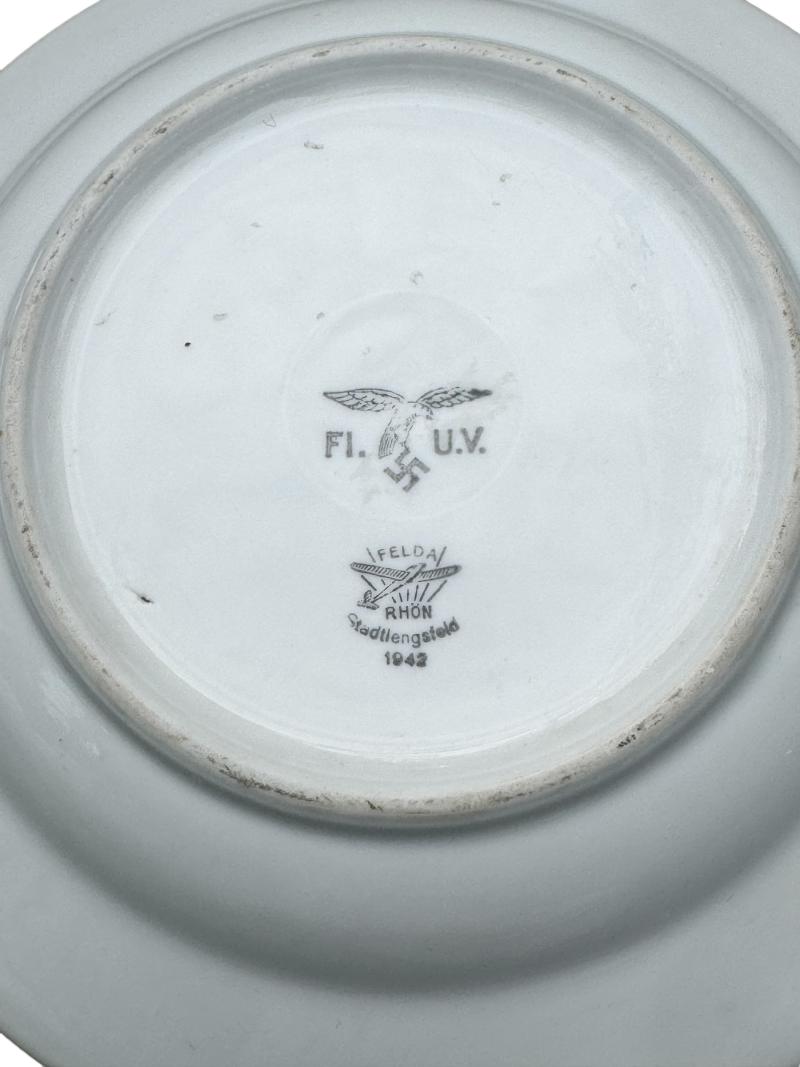 Fl. U.V.
FELDA
RHÖN
Stadtlengsfeld
1942